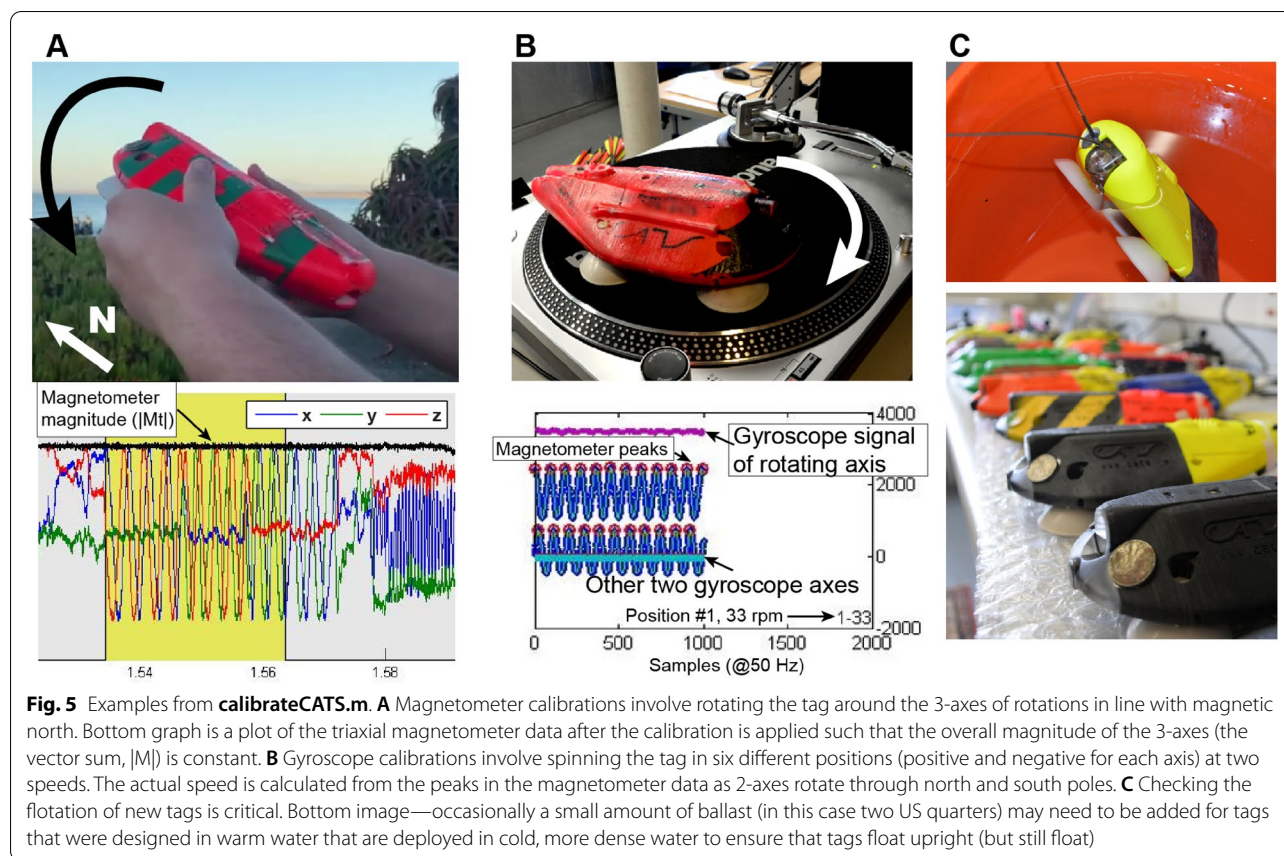 A
B
C
N
Magnetometer
magnitude (|Mt|)
x y z
1.54 1.56 1.58
4000
Gyroscope signal
of rotating axis
Magnetometer peaks
2000
0
Other two gyroscope axes
Position #1, 33 rpm 1-33
-2000
0 500 1000 1500 2000
Samples (@50 Hz)
CATS
Fig. 5 Examples from calibrateCATS.m. A Magnetometer calibrations involve rotating the tag around the 3-axes of rotations in line with magnetic
north. Bottom graph is a plot of the triaxial magnetometer data after the calibration is applied such that the overall magnitude of the 3-axes (the
vector sum, |M|) is constant. B Gyroscope calibrations involve spinning the tag in six different positions (positive and negative for each axis) at two
speeds. The actual speed is calculated from the peaks in the magnetometer data as 2-axes rotate through north and south poles. C Checking the
flotation of new tags is critical. Bottom image—occasionally a small amount of ballast (in this case two US quarters) may need to be added for tags
that were designed in warm water that are deployed in cold, more dense water to ensure that tags float upright (but still float)